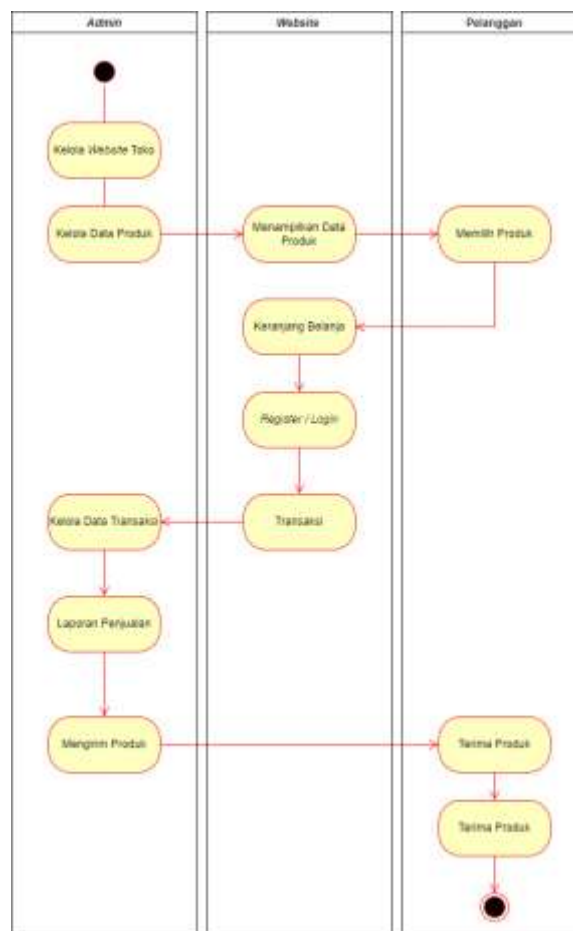 Admin
Website
Pelanggan
Kelola Website Toko
Kelola Data Produk
Menampilkan Data
Produk
Memilih Produk
Keranjang Belanja
Register / Login
Kelola Data Transaksi
Transaksi
Laporan Penjualan
Mengirim Produk
Terima Produk
Terima Produk